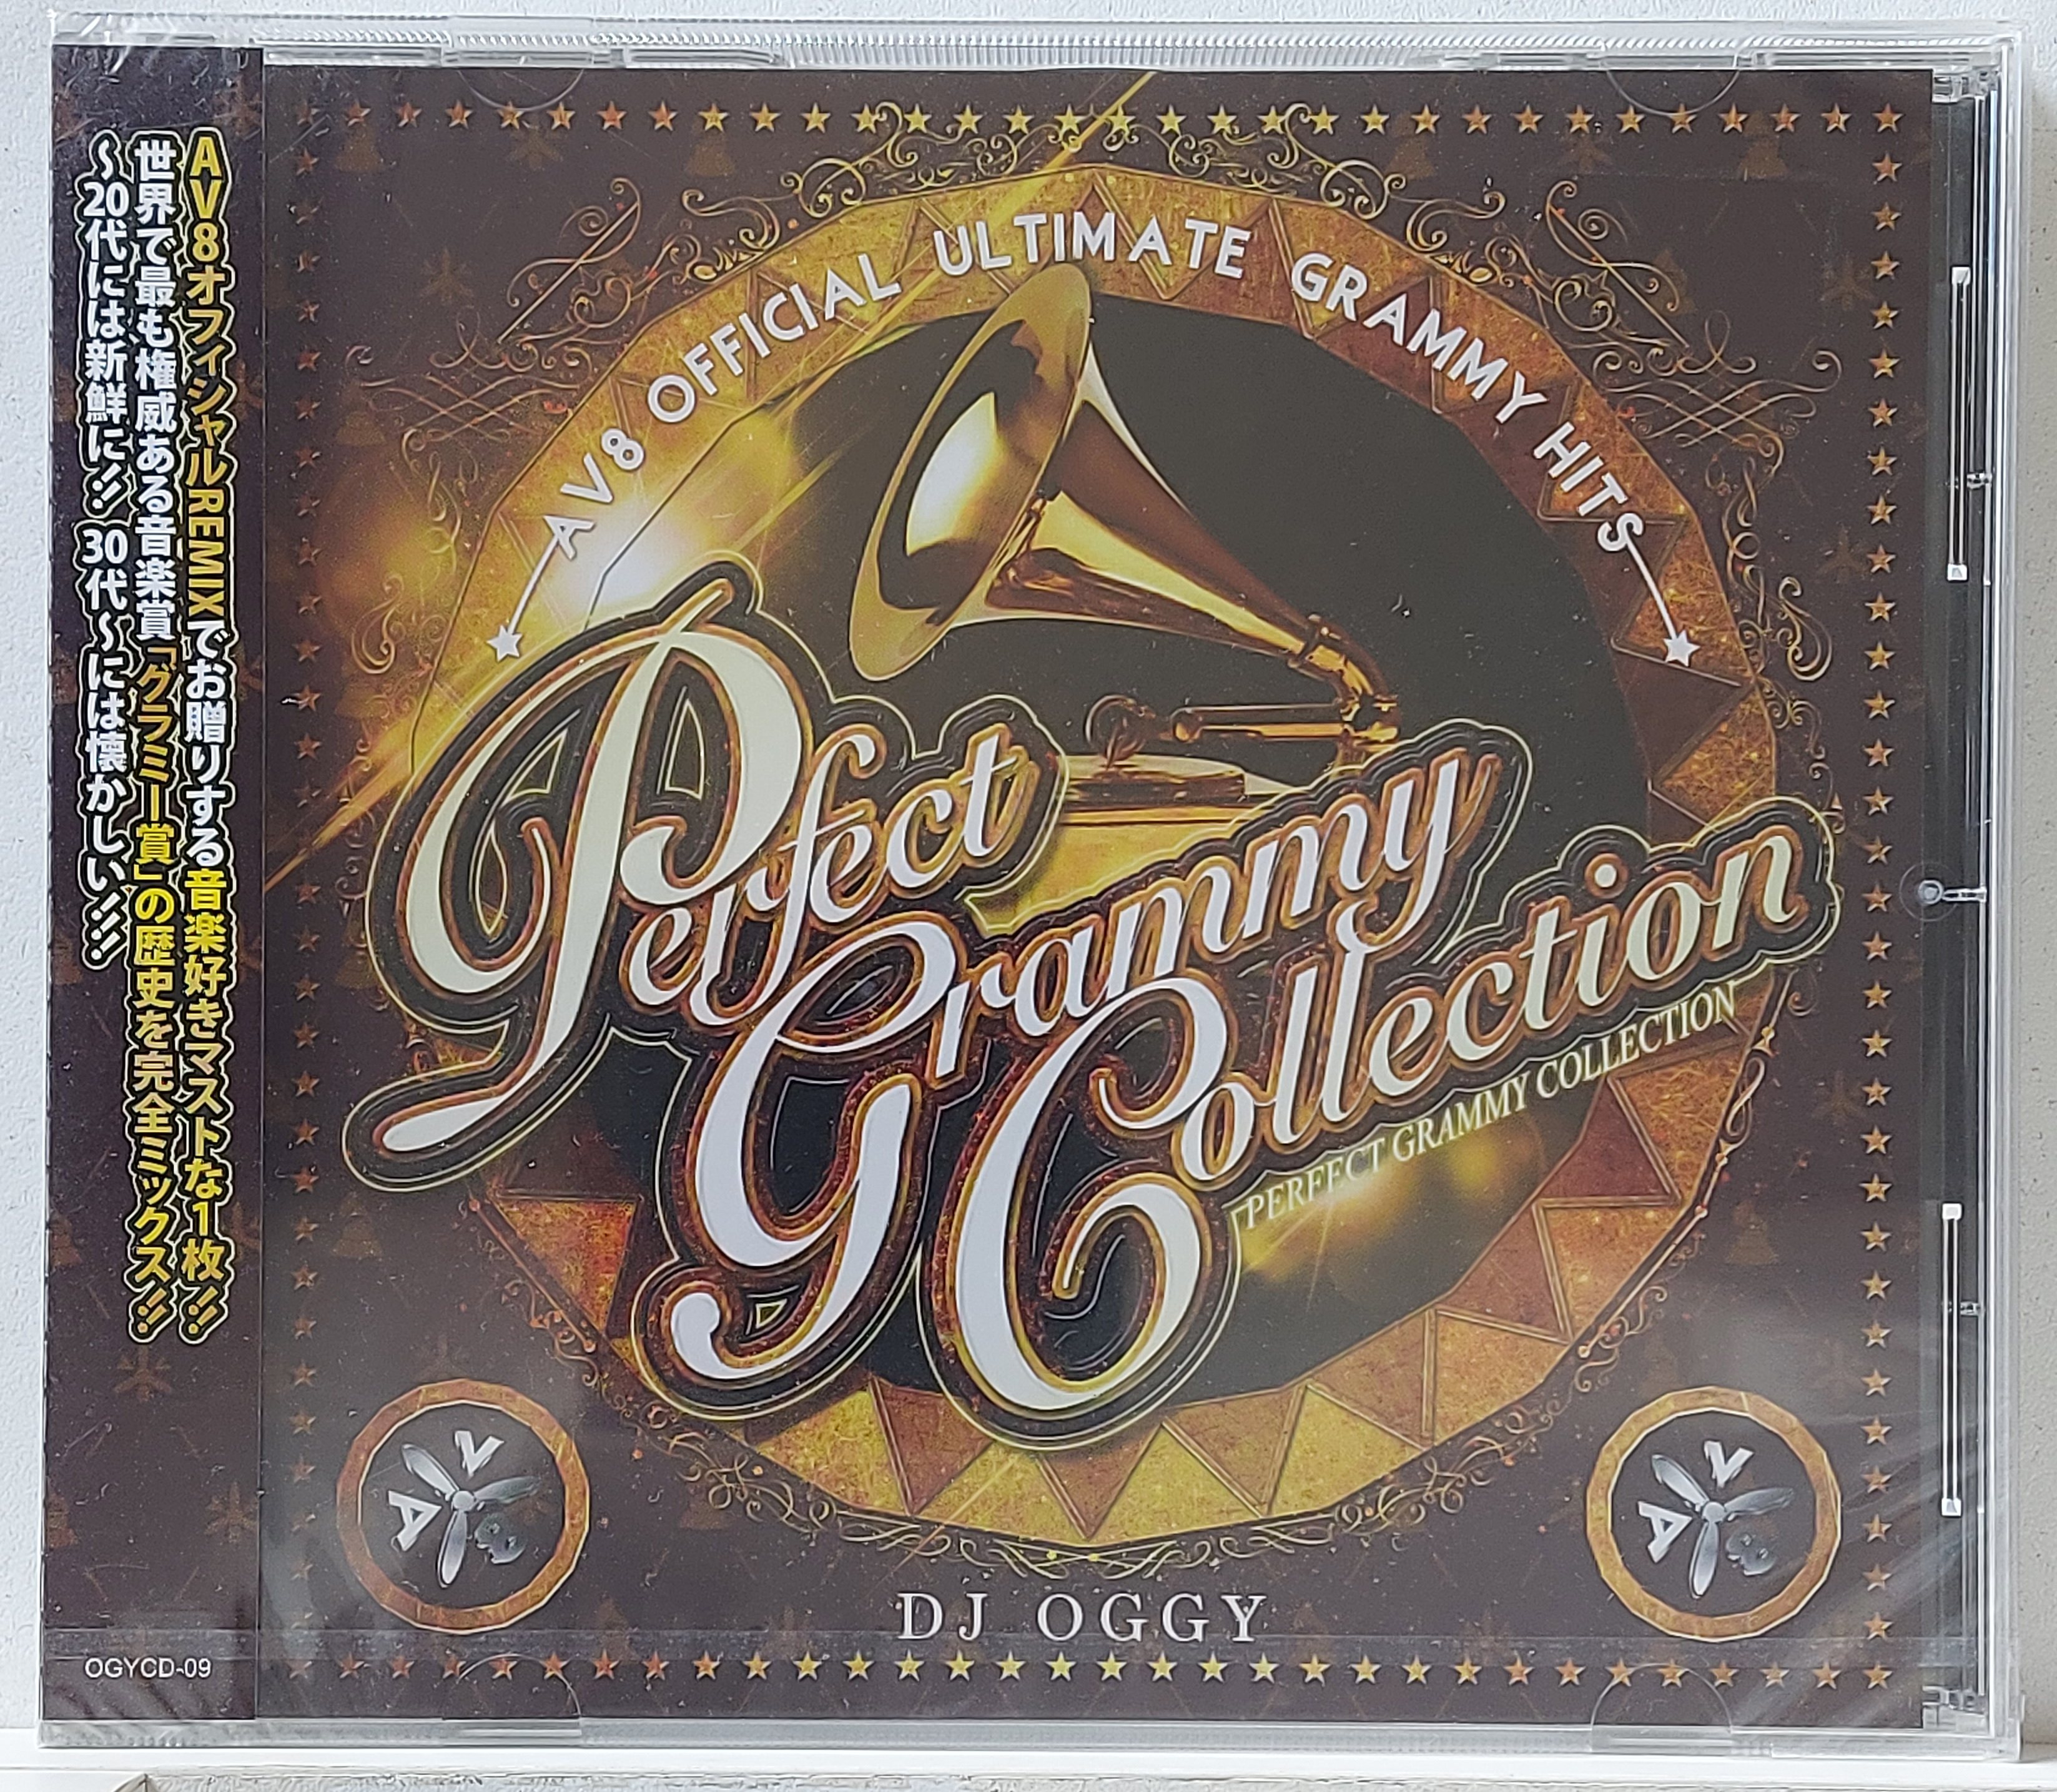 AV8オフィシャルREMIXでお贈りする音楽好きマストな1枚!!
世界で最も権威ある音楽賞「グラミー賞」の歴史を完全ミックス!!
～20代には新鮮に!! 30代～には懐かしい!!!
OGYCD-09
AV8 OFFICIAL ULTIMATE GRAMMY HITS
Perfect
Grammy
Collection
PERFECT GRAMMY COLLECTION
AV8
AV8
DJ OGGY